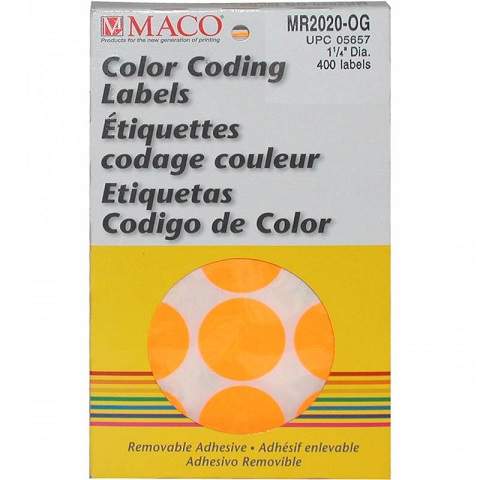 MACO
Products for the new generation of printing
MR2020-OG
UPC 05657
1¼" Dia.
400 labels
Color Coding
Labels
Étiquettes
codage couleur
Etiquetas
Codigo de Color
Removable Adhesive • Adhésif enlevable
Adhesivo Removible